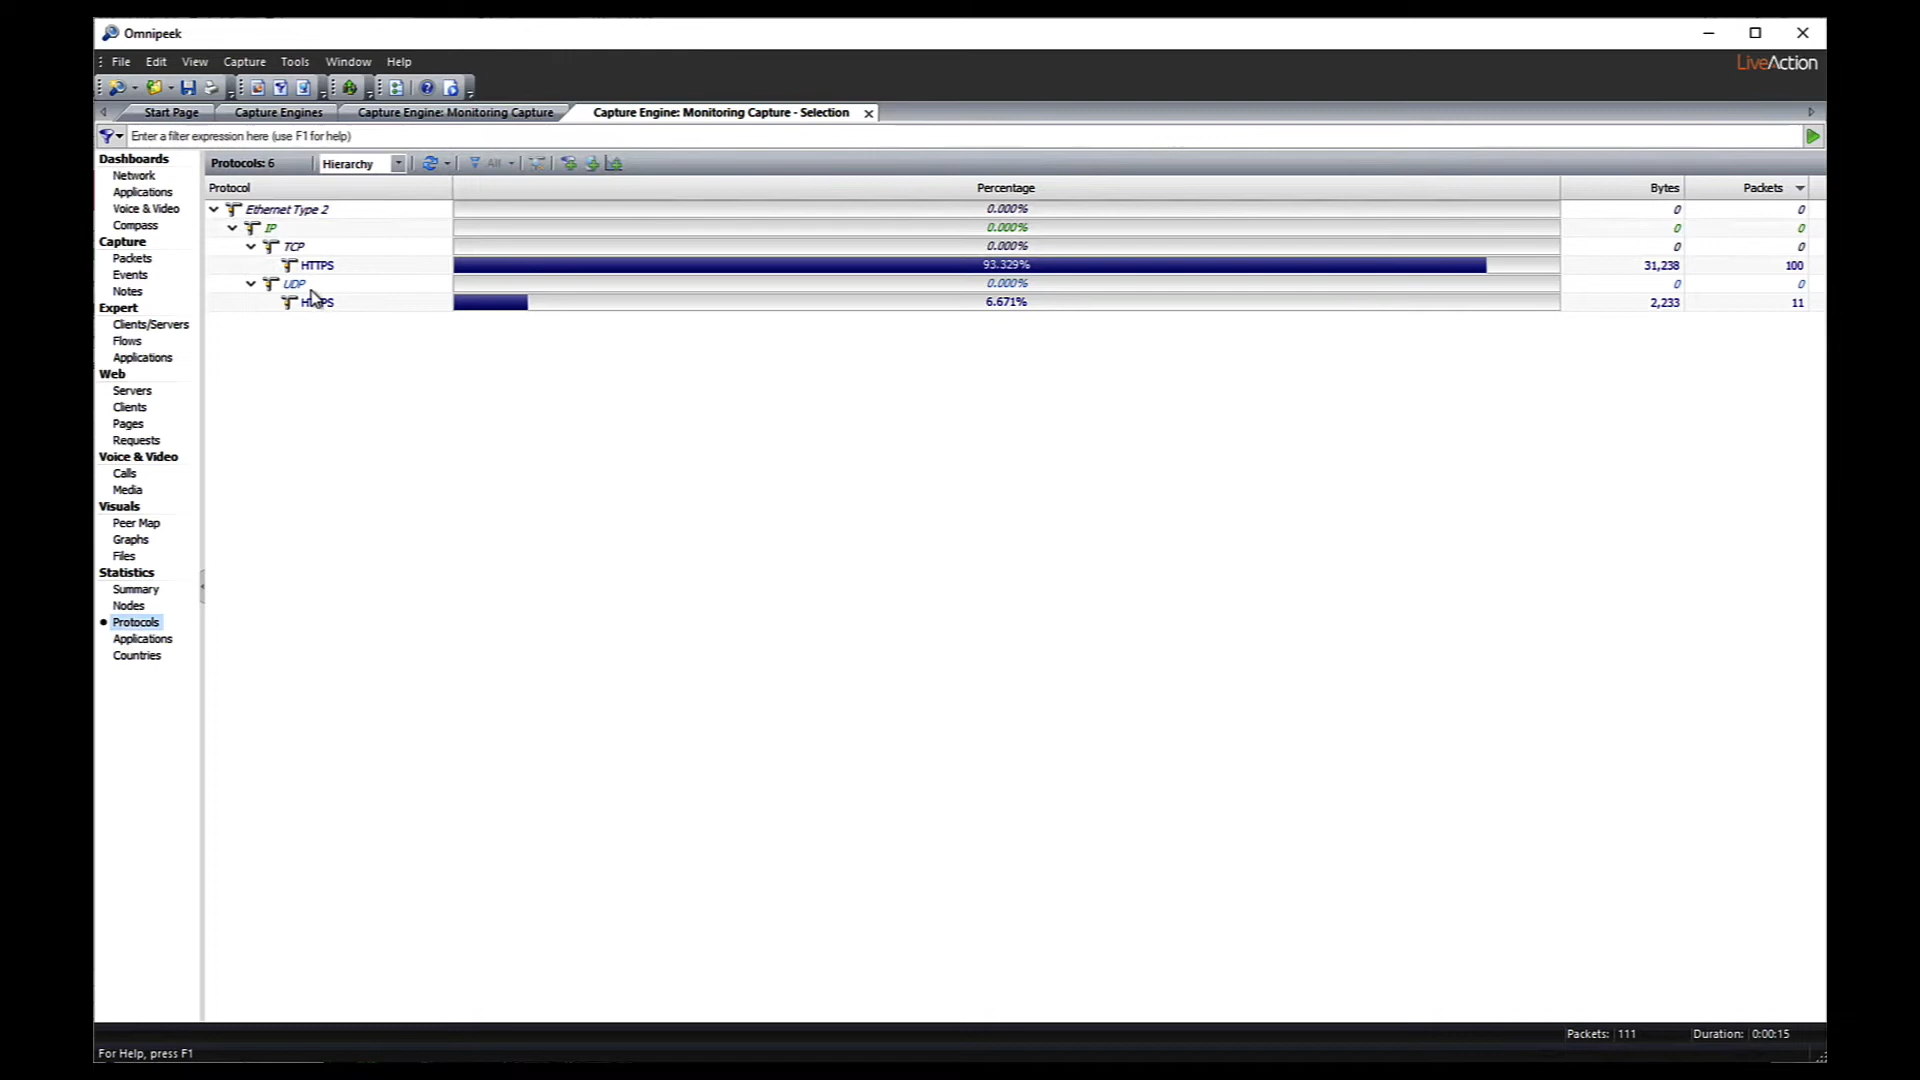 Omnipeek
File Edit View Capture Tools Window Help
LiveAction
Start Page Capture Engines Capture Engine: Monitoring Capture Capture Engine: Monitoring Capture - Selection
Enter a filter expression here (use F1 for help)
Dashboards
Network
Applications
Voice & Video
Compass
Capture
Packets
Events
Notes
Expert
Clients/Servers
Flows
Applications
Web
Servers
Clients
Pages
Requests
Voice & Video
Calls
Media
Visuals
Peer Map
Graphs
Files
Statistics
Summary
Nodes
Protocols
Applications
Countries
Protocols: 6 Hierarchy All
Protocol Percentage Bytes Packets
Ethernet Type 2 0.000% 0 0
IP 0.000% 0 0
TCP 0.000% 0 0
HTTPS 93.329% 31,238 100
UDP 0.000% 0 0
HTTPS 6.671% 2,233 11
Packets: 111 Duration: 0:00:15
For Help, press F1